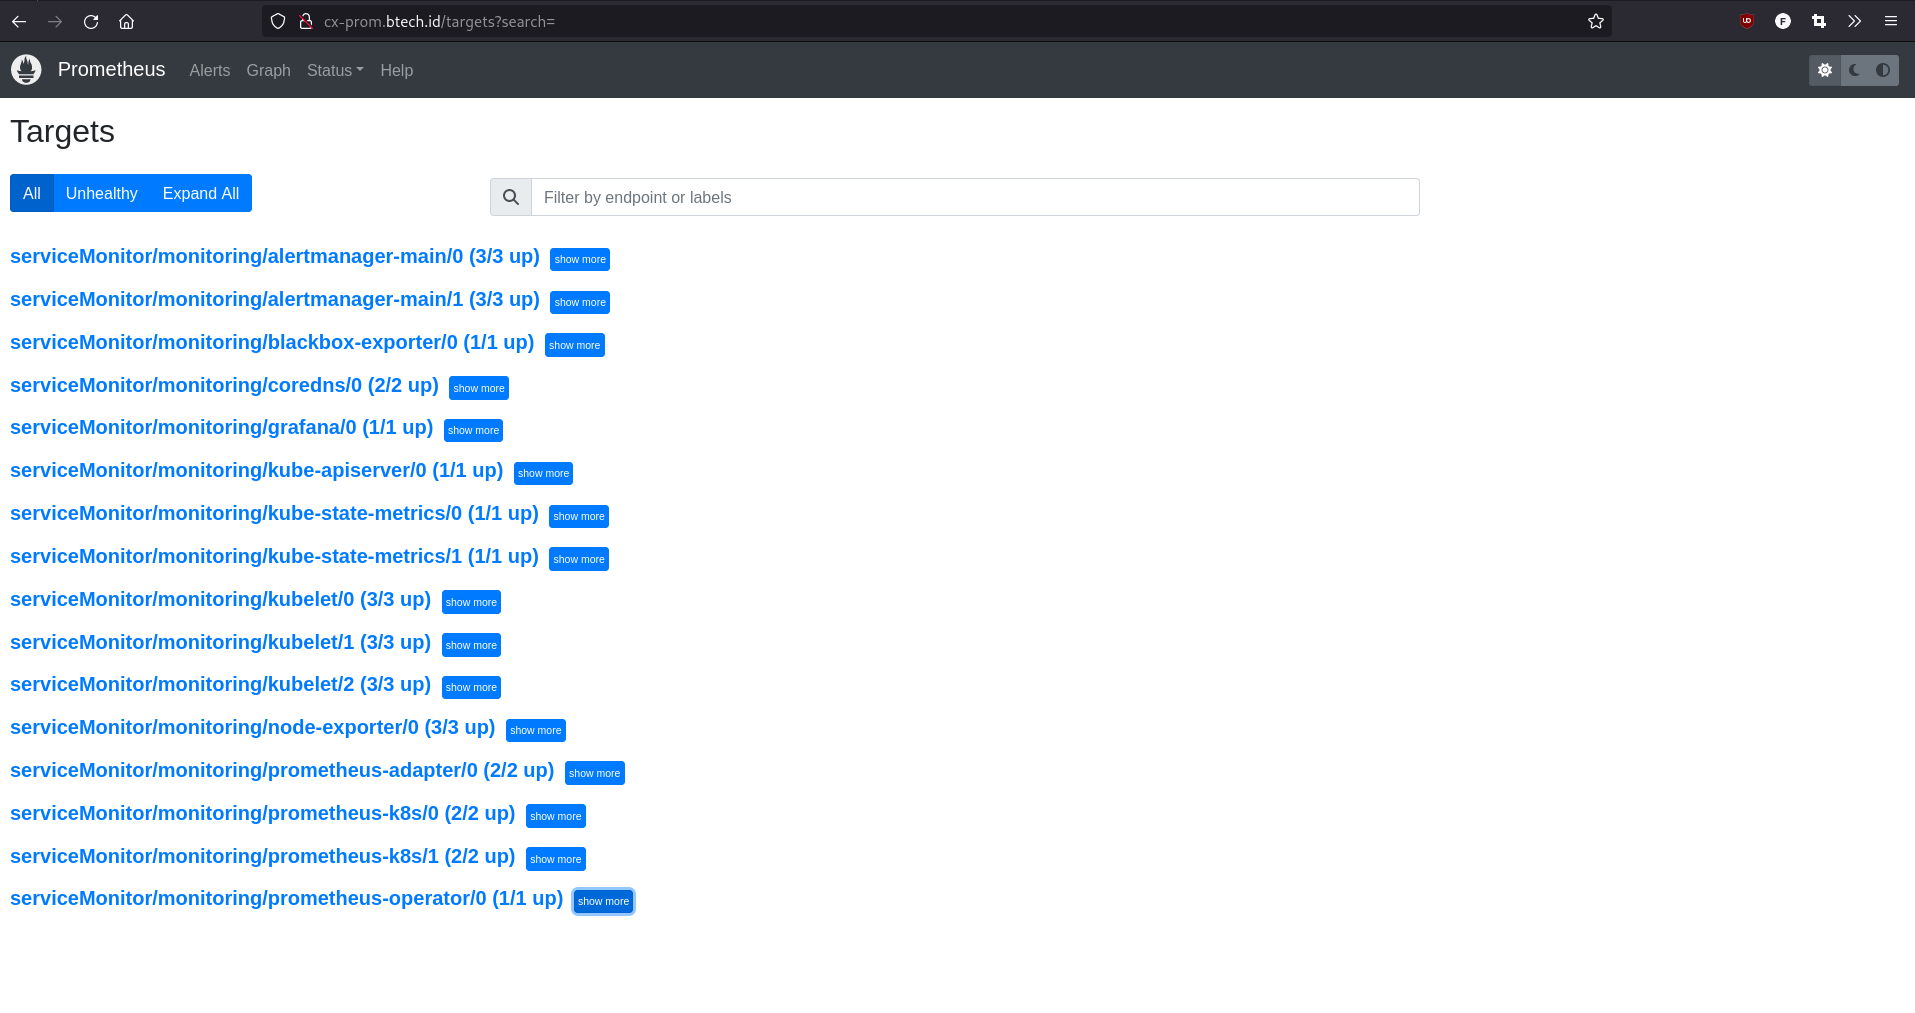 cx-prom.btech.id/targets?search=
Prometheus Alerts Graph Status Help
Targets
All Unhealthy Expand All
Filter by endpoint or labels
serviceMonitor/monitoring/alertmanager-main/0 (3/3 up) show more
serviceMonitor/monitoring/alertmanager-main/1 (3/3 up) show more
serviceMonitor/monitoring/blackbox-exporter/0 (1/1 up) show more
serviceMonitor/monitoring/coredns/0 (2/2 up) show more
serviceMonitor/monitoring/grafana/0 (1/1 up) show more
serviceMonitor/monitoring/kube-apiserver/0 (1/1 up) show more
serviceMonitor/monitoring/kube-state-metrics/0 (1/1 up) show more
serviceMonitor/monitoring/kube-state-metrics/1 (1/1 up) show more
serviceMonitor/monitoring/kubelet/0 (3/3 up) show more
serviceMonitor/monitoring/kubelet/1 (3/3 up) show more
serviceMonitor/monitoring/kubelet/2 (3/3 up) show more
serviceMonitor/monitoring/node-exporter/0 (3/3 up) show more
serviceMonitor/monitoring/prometheus-adapter/0 (2/2 up) show more
serviceMonitor/monitoring/prometheus-k8s/0 (2/2 up) show more
serviceMonitor/monitoring/prometheus-k8s/1 (2/2 up) show more
serviceMonitor/monitoring/prometheus-operator/0 (1/1 up) show more